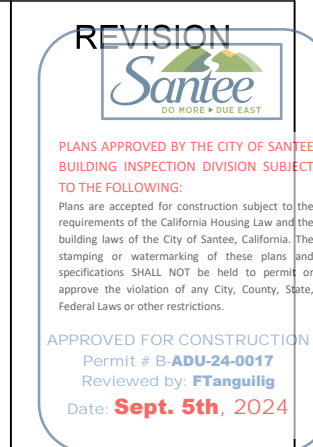 REVISION
Santee
DO MORE ▸ DUE EAST
PLANS APPROVED BY THE CITY OF SANTEE
BUILDING INSPECTION DIVISION SUBJECT
TO THE FOLLOWING:
Plans are accepted for construction subject to the
requirements of the California Housing Law and the
building laws of the City of Santee, California. The
stamping or watermarking of these plans and
specifications SHALL NOT be held to permit or
approve the violation of any City, County, State,
Federal Laws or other restrictions.
APPROVED FOR CONSTRUCTION
Permit # B-ADU-24-0017
Reviewed by: FTanguilig
Date: Sept. 5th, 2024